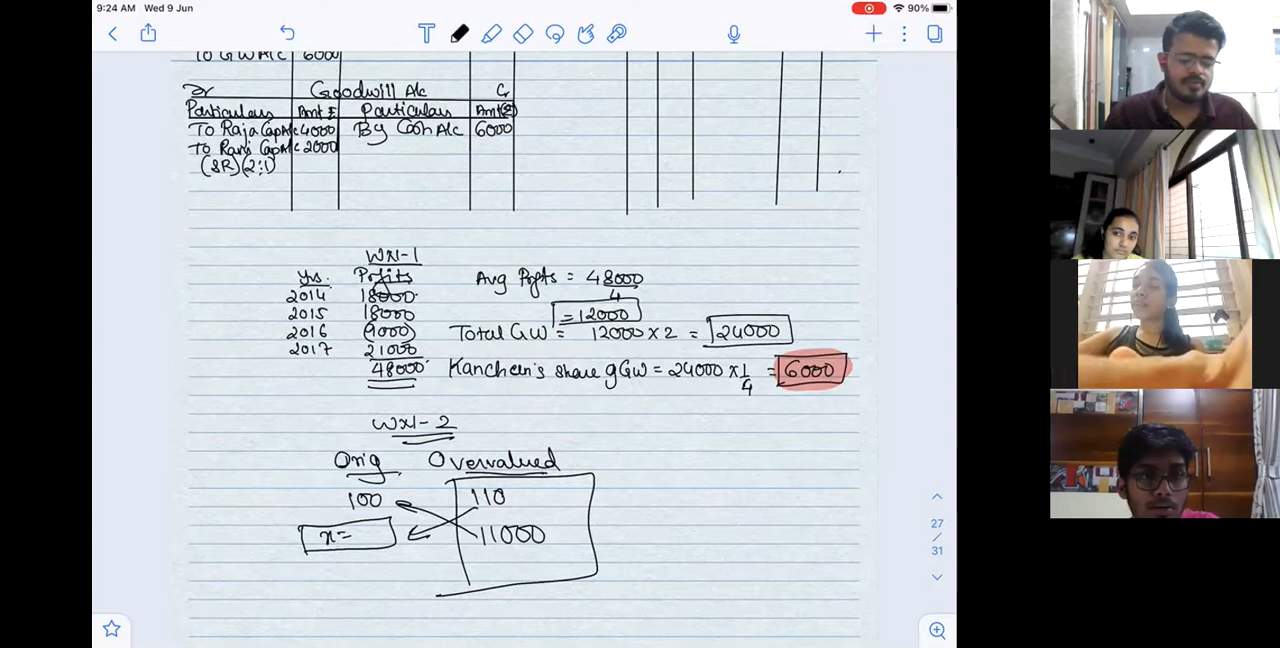 9:24 AM Wed 9 Jun
90%
To GW A/c 6000
Dr Goodwill A/c Cr
Particulars Amt ₹ Particulars Amt(₹)
To Raja Cap A/c 4000 By Cash A/c 6000
To Rani Cap A/c 2000
(SR)(2:1)
WN-1
Yrs. Profits
2014 18000
2015 18000
2016 (9000)
2017 21000
48000
Avg Profits = 48000
4
= 12000
Total GW = 12000 x 2 = 24000
share of GW = 24000 x 1 = 6000
4
WN-2
Orig Overvalued
100 110
x= 11000
27
/
31